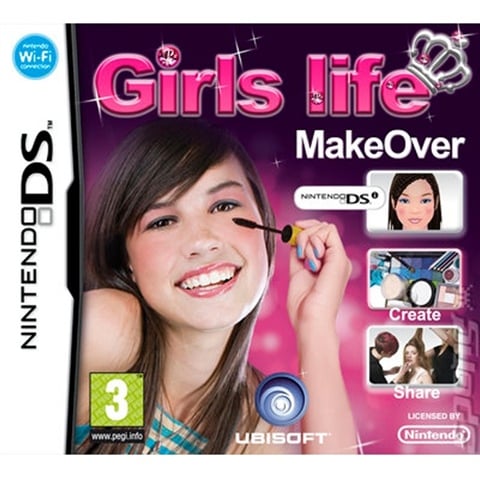 Nintendo
Wi-Fi
connection
Girls life
MakeOver
NINTENDO DS™
NINTENDO DSi
Create
Share
3
www.pegi.info
UBISOFT®
LICENSED BY
Nintendo®